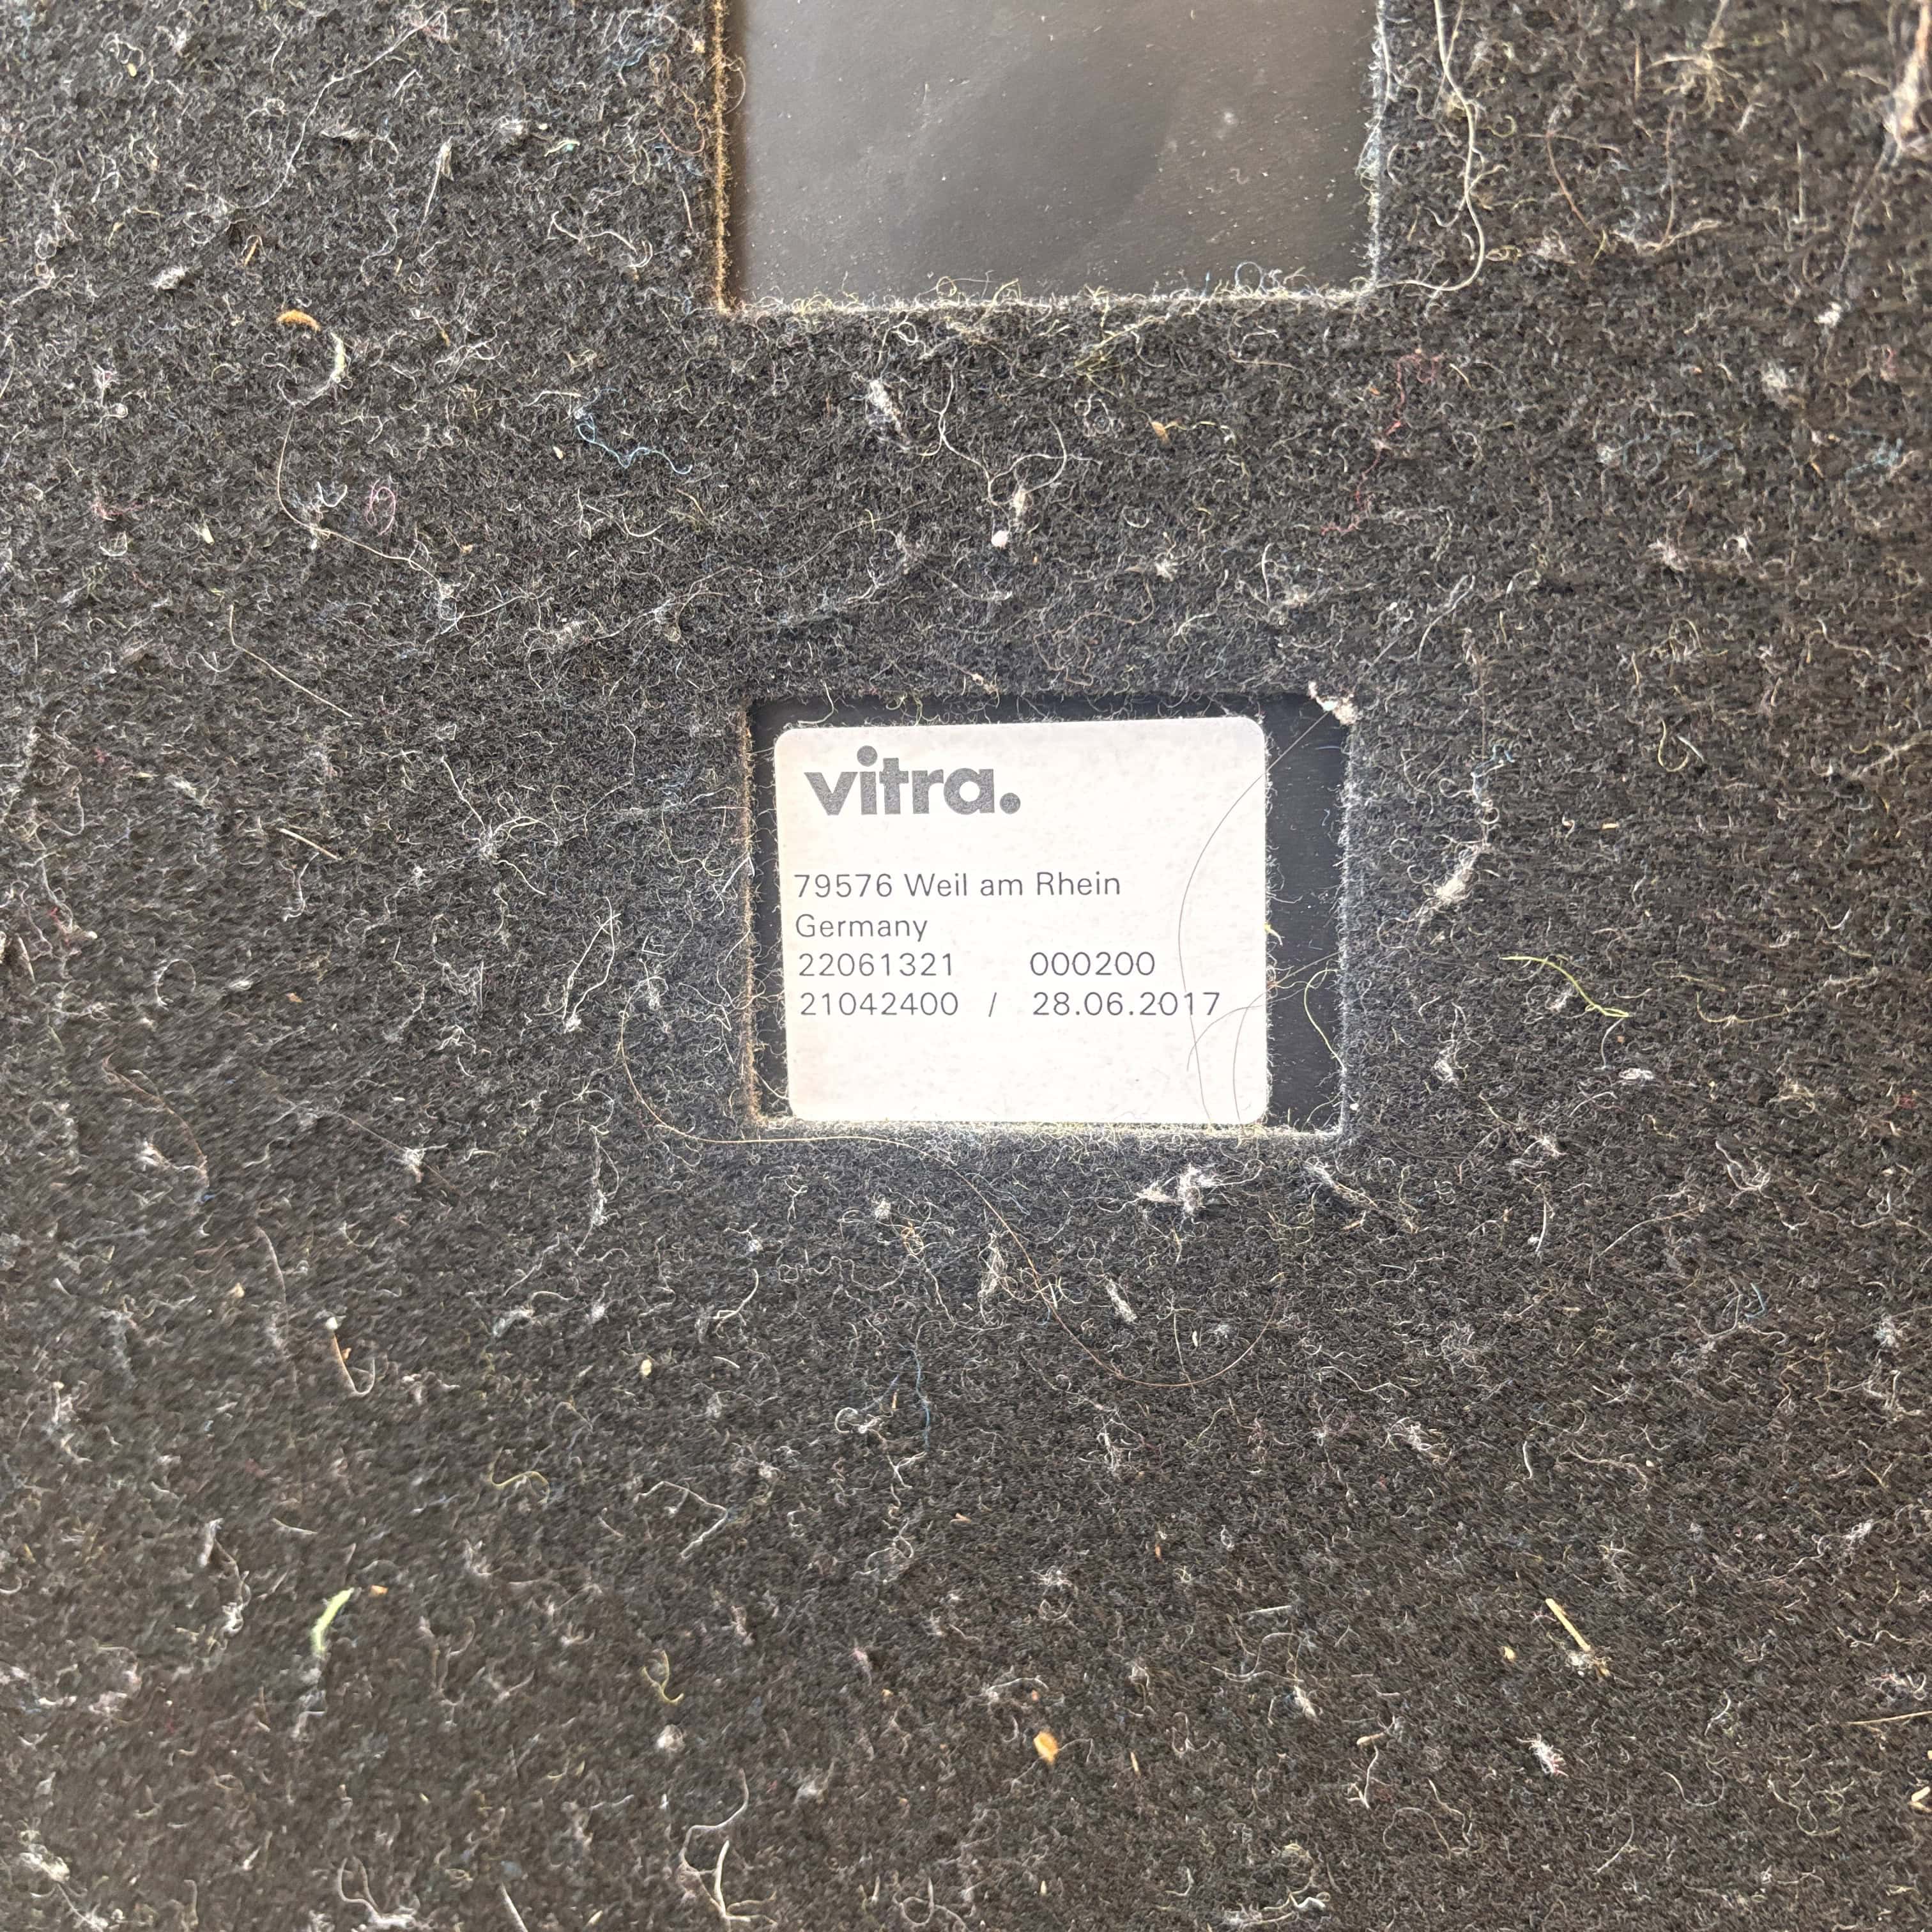 vitra.
79576 Weil am Rhein
Germany
22061321 000200
21042400 / 28.06.2017